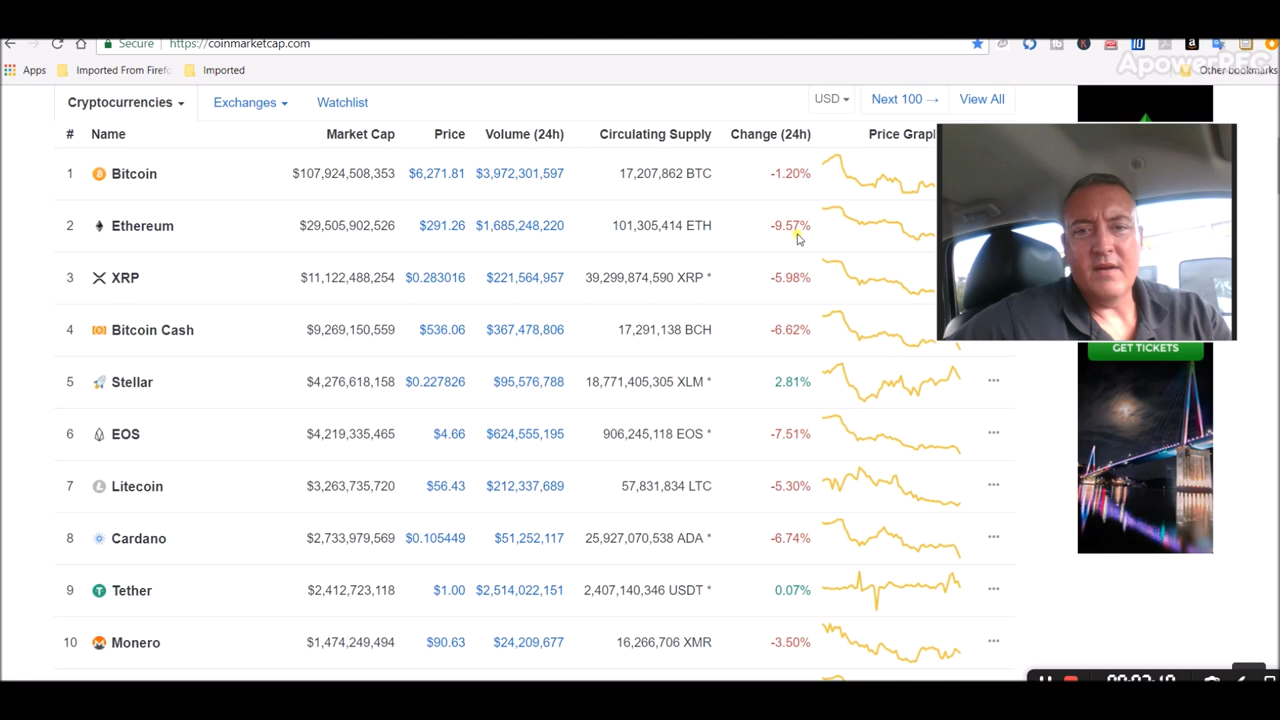 Secure https://coinmarketcap.com
ApowerREC
Apps Imported From Firefo Imported Other bookmarks
Cryptocurrencies Exchanges Watchlist USD Next 100 → View All
# Name Market Cap Price Volume (24h) Circulating Supply Change (24h) Price Grap
1 Bitcoin $107,924,508,353 $6,271.81 $3,972,301,597 17,207,862 BTC -1.20%
2 Ethereum $29,505,902,526 $291.26 $1,685,248,220 101,305,414 ETH -9.57%
3 XRP $11,122,488,254 $0.283016 $221,564,957 39,299,874,590 XRP * -5.98%
4 Bitcoin Cash $9,269,150,559 $536.06 $367,478,806 17,291,138 BCH -6.62%
GET TICKETS
5 Stellar $4,276,618,158 $0.227826 $95,576,788 18,771,405,305 XLM * 2.81%
6 EOS $4,219,335,465 $4.66 $624,555,195 906,245,118 EOS * -7.51%
7 Litecoin $3,263,735,720 $56.43 $212,337,689 57,831,834 LTC -5.30%
8 Cardano $2,733,979,569 $0.105449 $51,252,117 25,927,070,538 ADA * -6.74%
9 Tether $2,412,723,118 $1.00 $2,514,022,151 2,407,140,346 USDT * 0.07%
10 Monero $1,474,249,494 $90.63 $24,209,677 16,266,706 XMR -3.50%